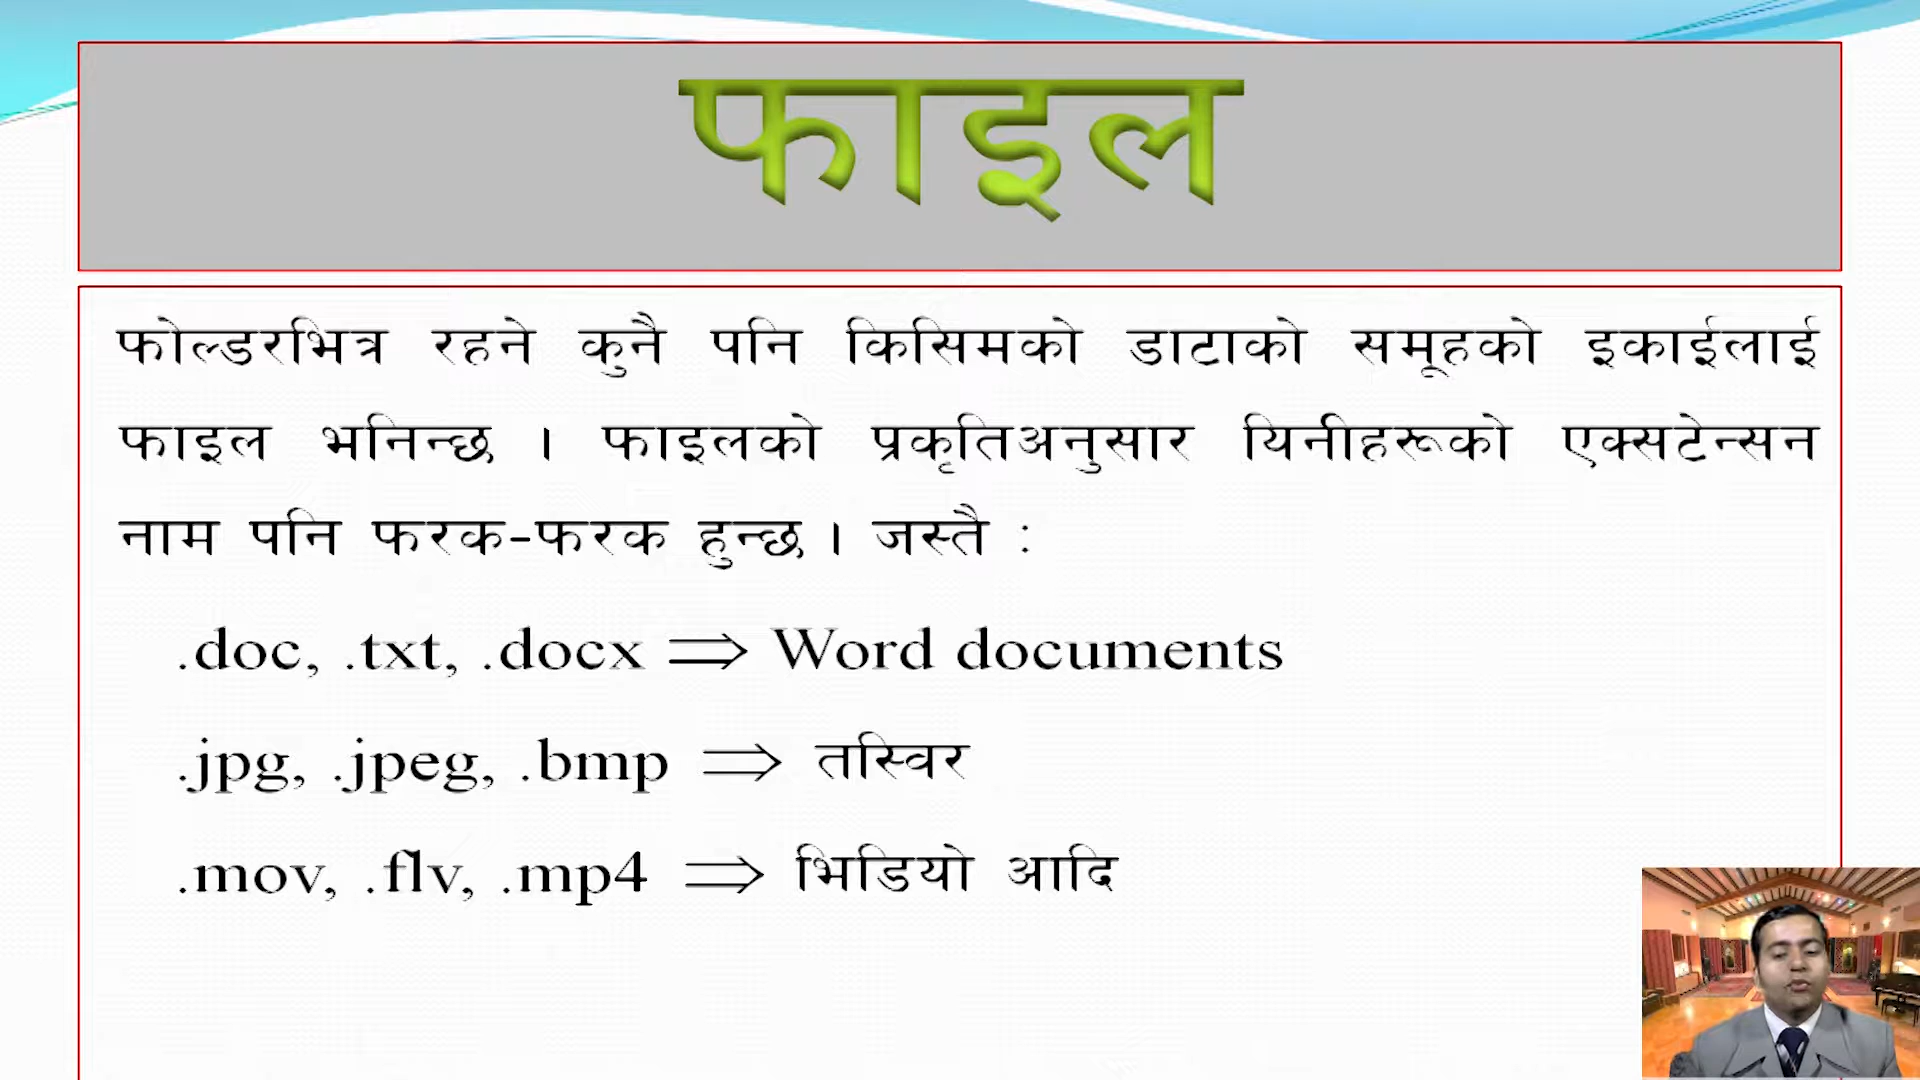 फाइल
फोल्डरभित्र रहने कुनै पनि किसिमको डाटाको समूहको इकाईलाई
फाइल भनिन्छ । फाइलको प्रकृतिअनुसार यिनीहरूको एक्सटेन्सन
नाम पनि फरक-फरक हुन्छ । जस्तै :
.doc, .txt, .docx ⇒ Word documents
.jpg, .jpeg, .bmp ⇒ तस्विर
.mov, .flv, .mp4 ⇒ भिडियो आदि